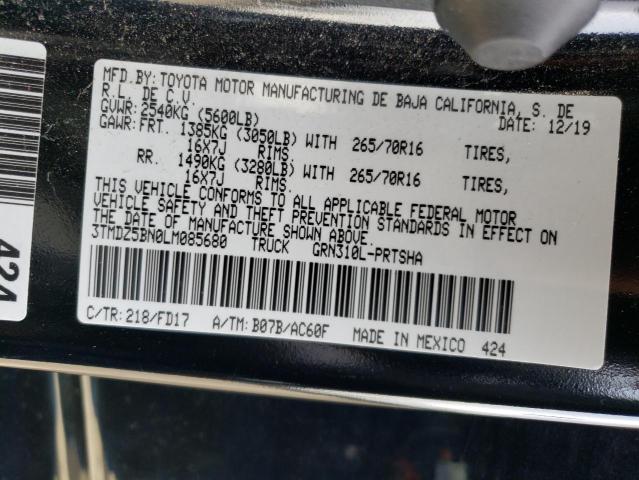 MFD.BY:TOYOTA MOTOR MANUFACTURING DE BAJA CALIFORNIA, S. DE
R.L. DE C.V. DATE: 12/19
GVWR: 2540KG (5600LB)
GAWR: FRT. 1385KG (3050LB) WITH 265/70R16 TIRES,
16X7J RIMS.
RR. 1490KG (3280LB) WITH 265/70R16 TIRES,
16X7J RIMS.
THIS VEHICLE CONFORMS TO ALL APPLICABLE FEDERAL MOTOR
VEHICLE SAFETY AND THEFT PREVENTION STANDARDS IN EFFECT ON
THE DATE OF MANUFACTURE SHOWN ABOVE.
3TMDZ5BN0LM085680 TRUCK GRN310L-PRTSHA
C/TR: 218/FD17 A/TM: B07B/AC60F MADE IN MEXICO 424
424